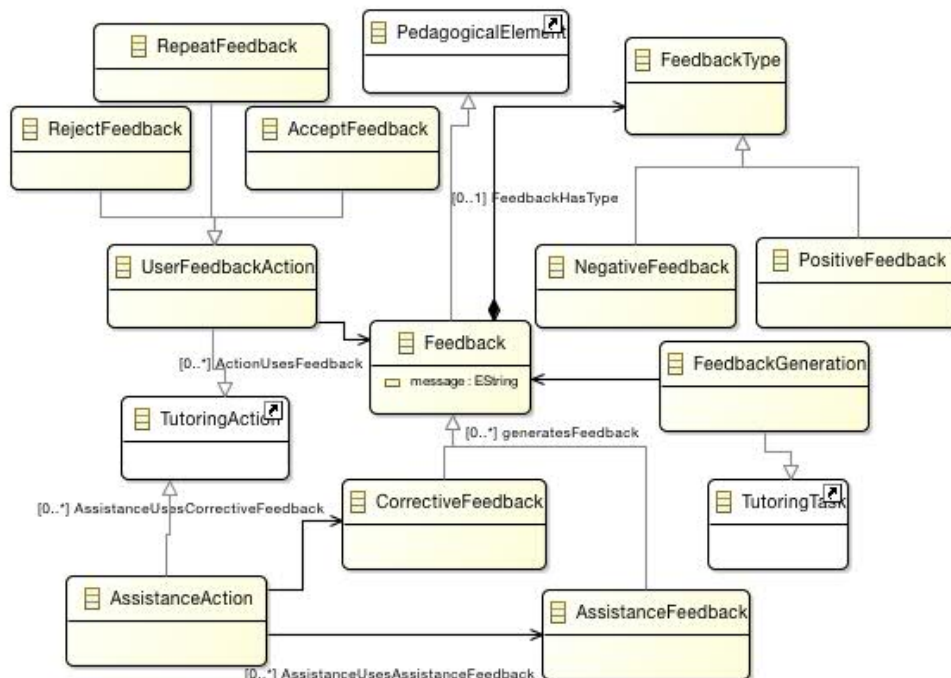 RepeatFeedback
PedagogicalElement
FeedbackType
RejectFeedback
AcceptFeedback
[0..1] FeedbackHasType
UserFeedbackAction
NegativeFeedback
PositiveFeedback
Feedback
message : EString
[0..*] ActionUsesFeedback
FeedbackGeneration
TutoringAction
[0..*] generatesFeedback
[0..*] AssistanceUsesCorrectiveFeedback
CorrectiveFeedback
TutoringTask
AssistanceAction
AssistanceFeedback
[0..*] AssistanceUsesAssistanceFeedback